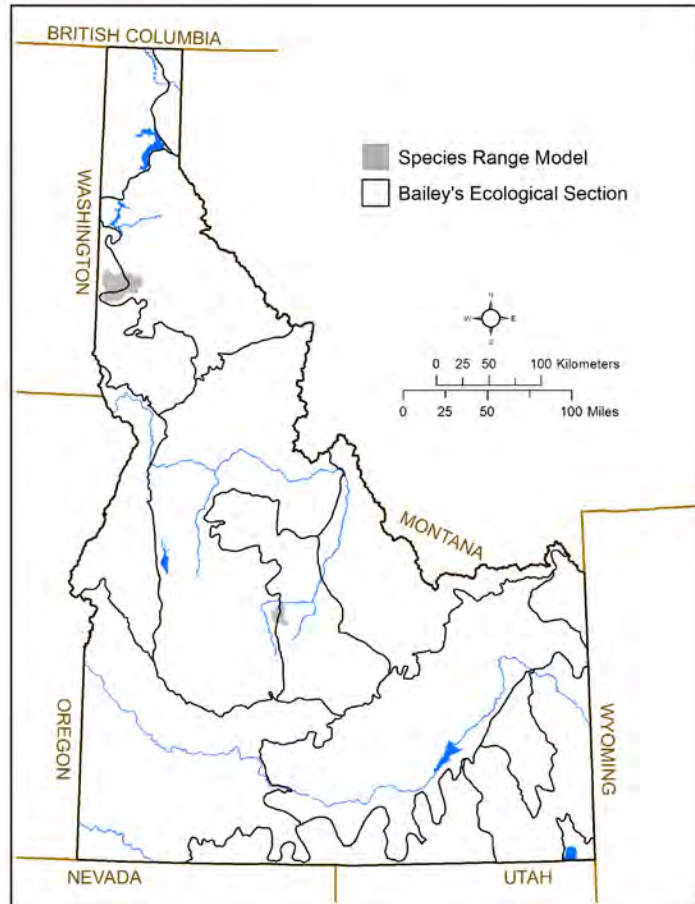 BRITISH COLUMBIA
WASHINGTON
Species Range Model
Bailey's Ecological Section
N
W E
S
0 25 50 100 Kilometers
0 25 50 100 Miles
MONTANA
OREGON
WYOMING
NEVADA
UTAH